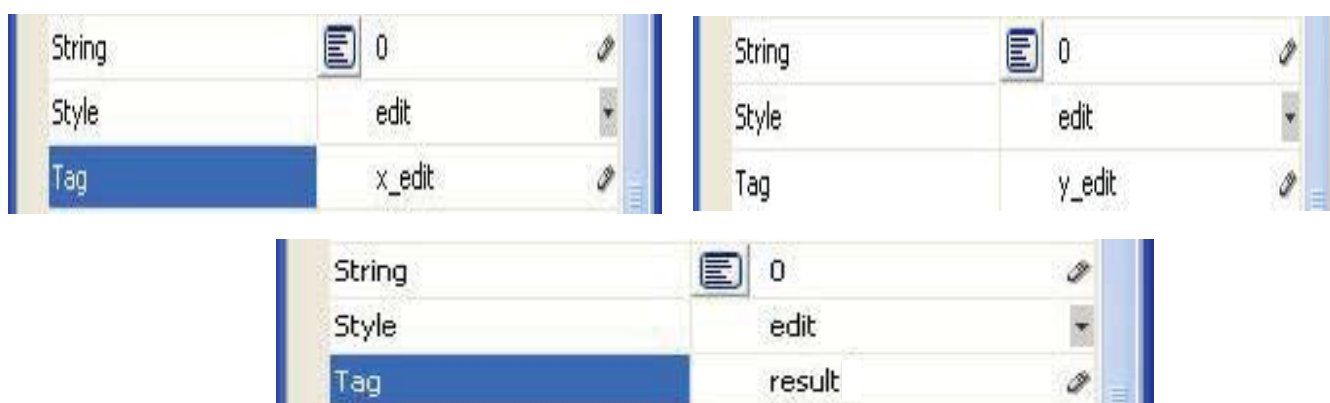 String 0
Style edit
Tag x_edit
String 0
Style edit
Tag y_edit
String 0
Style edit
Tag result